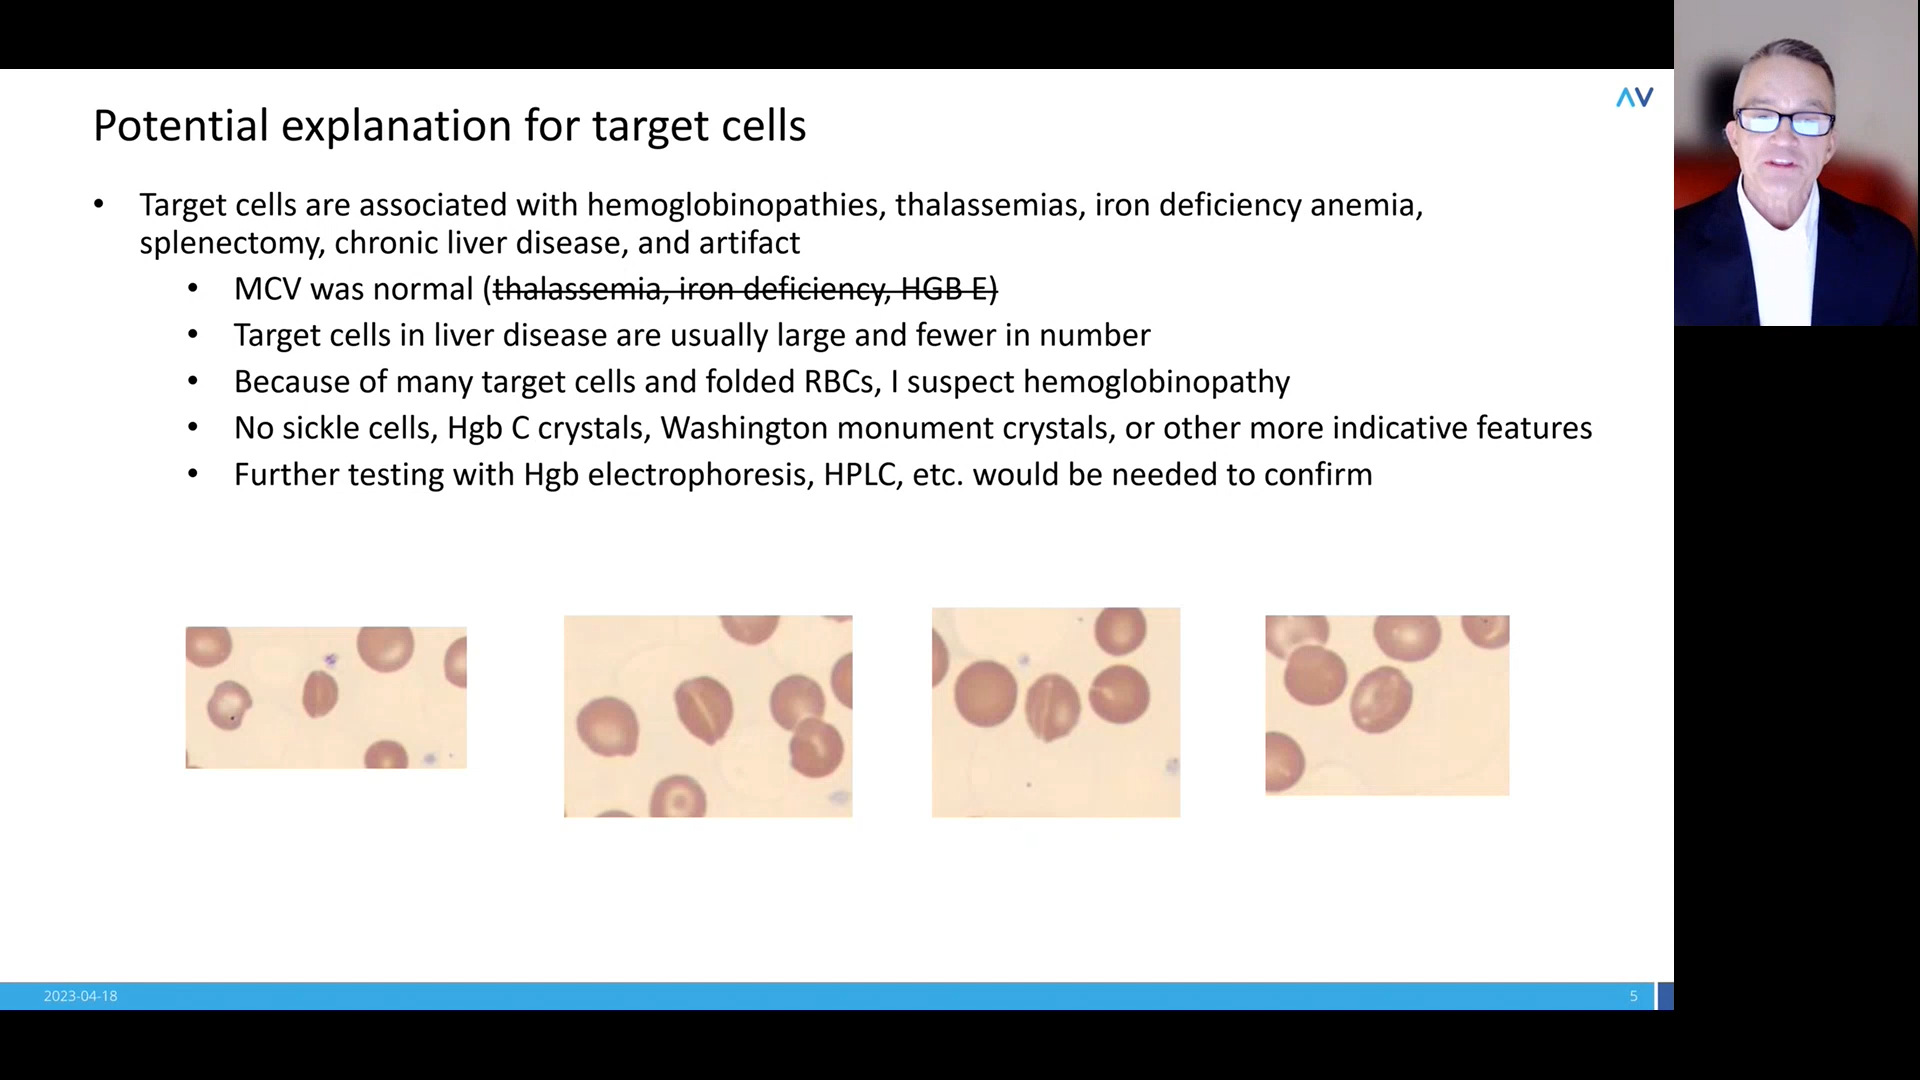 Potential explanation for target cells
• Target cells are associated with hemoglobinopathies, thalassemias, iron deficiency anemia,
splenectomy, chronic liver disease, and artifact
• MCV was normal (thalassemia, iron deficiency, HGB E)
• Target cells in liver disease are usually large and fewer in number
• Because of many target cells and folded RBCs, I suspect hemoglobinopathy
• No sickle cells, Hgb C crystals, Washington monument crystals, or other more indicative features
• Further testing with Hgb electrophoresis, HPLC, etc. would be needed to confirm
2023-04-18
5